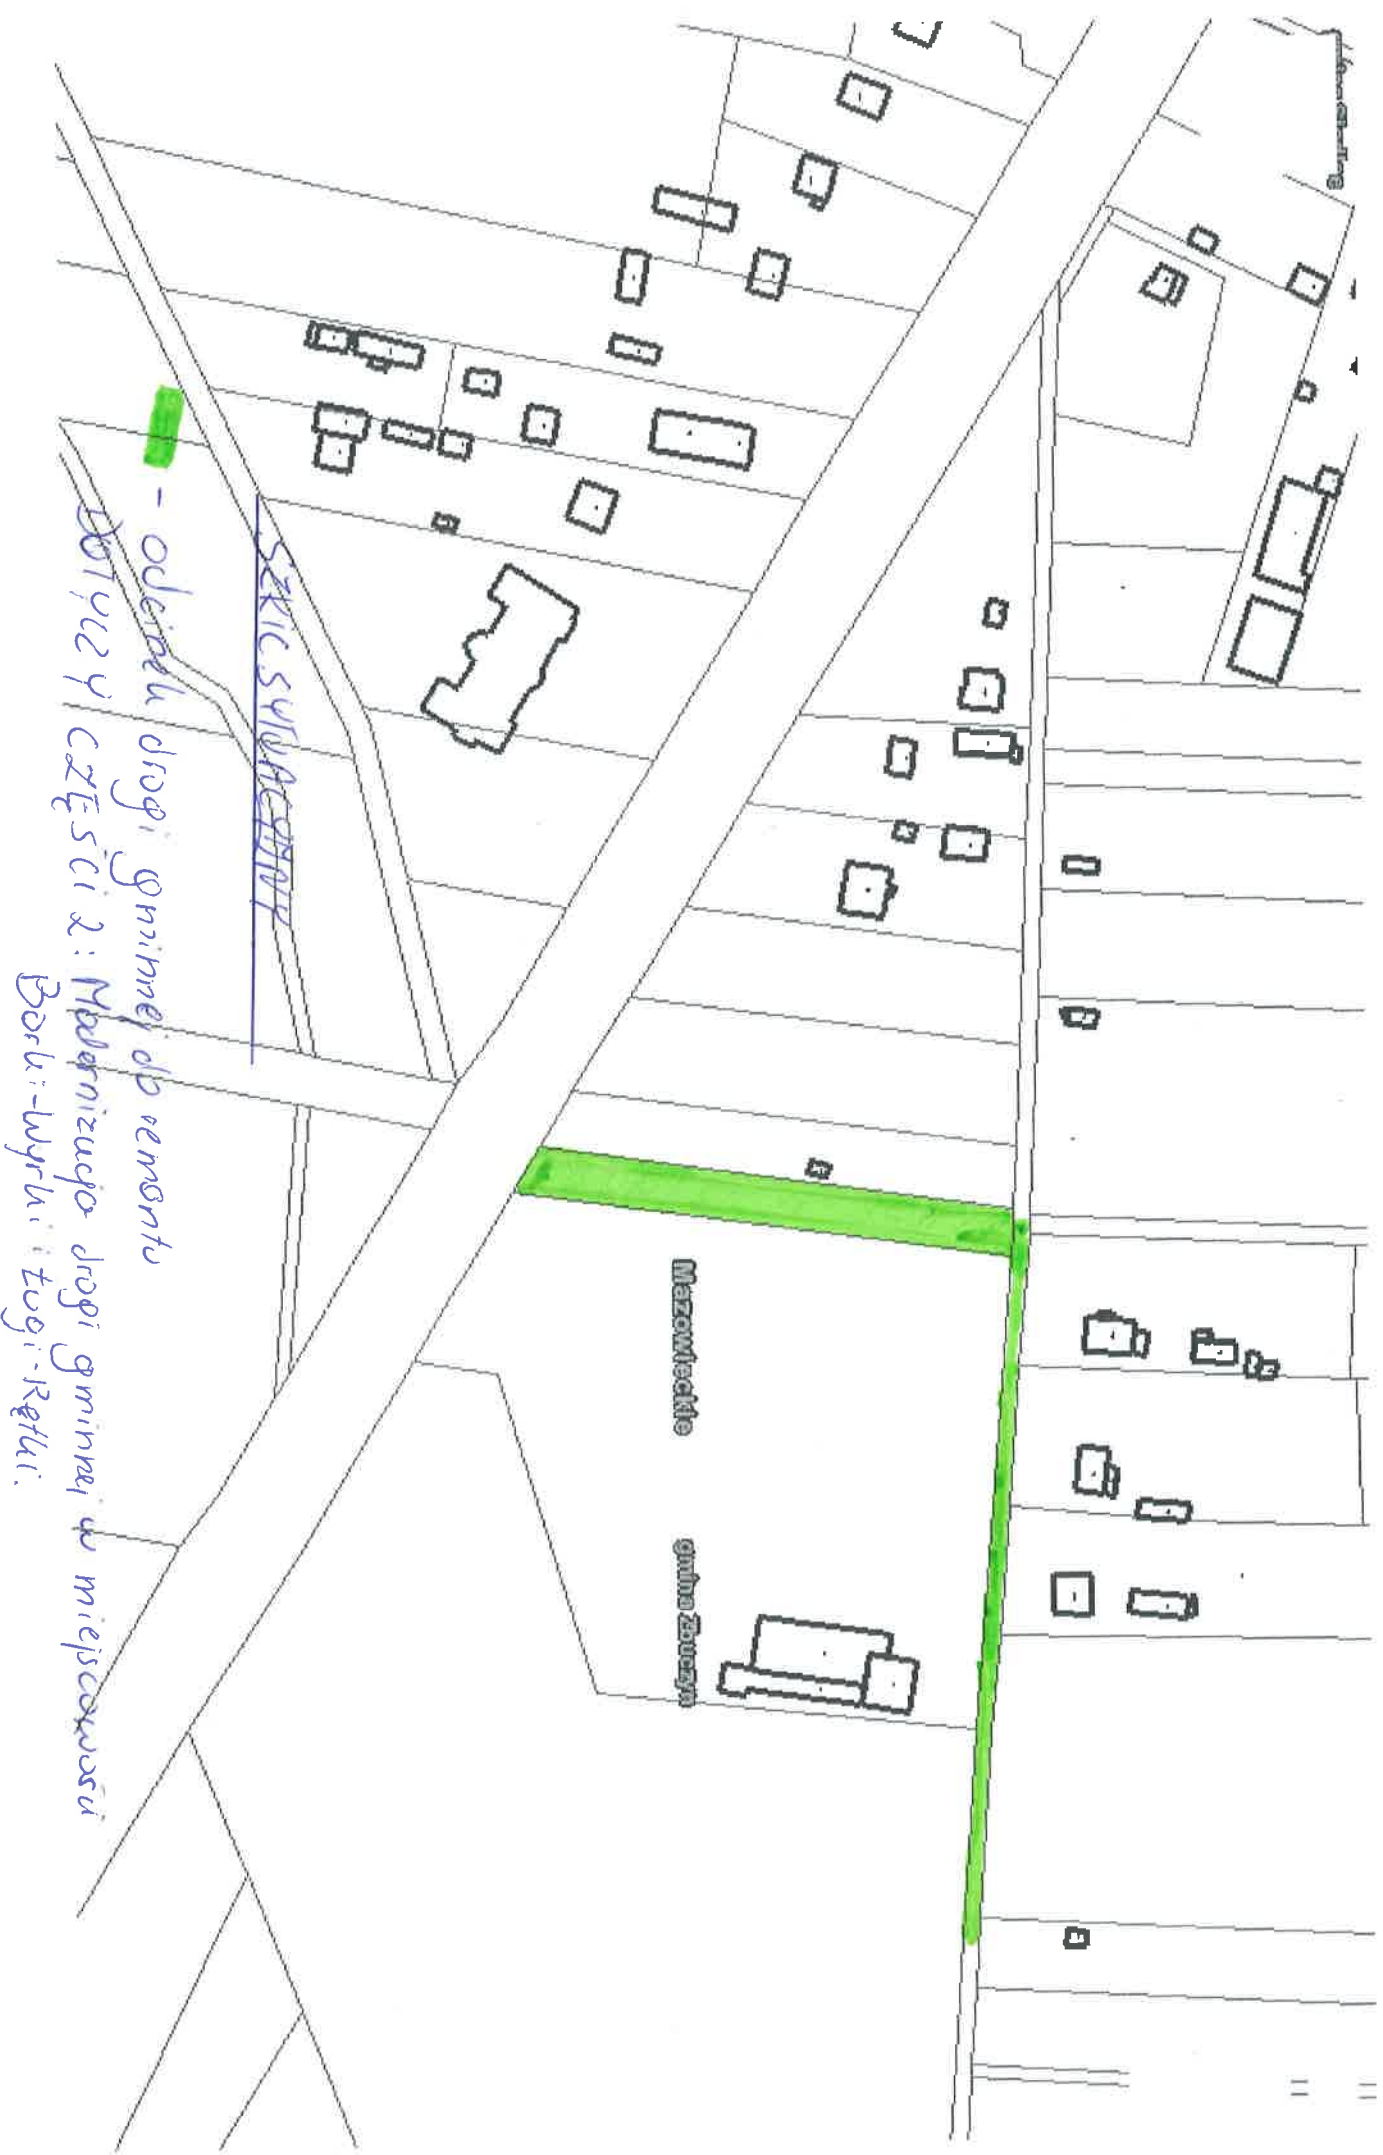 Mazowieckie
gmina Zbuczyn
SZKIC SYTUACYJNY
- odcinek drogi gminnej do remontu
DOTYCZY CZĘŚCI 2: Modernizacja drogi gminnej w miejscowości
Borki-Wyrki i Ługi-Rętki.